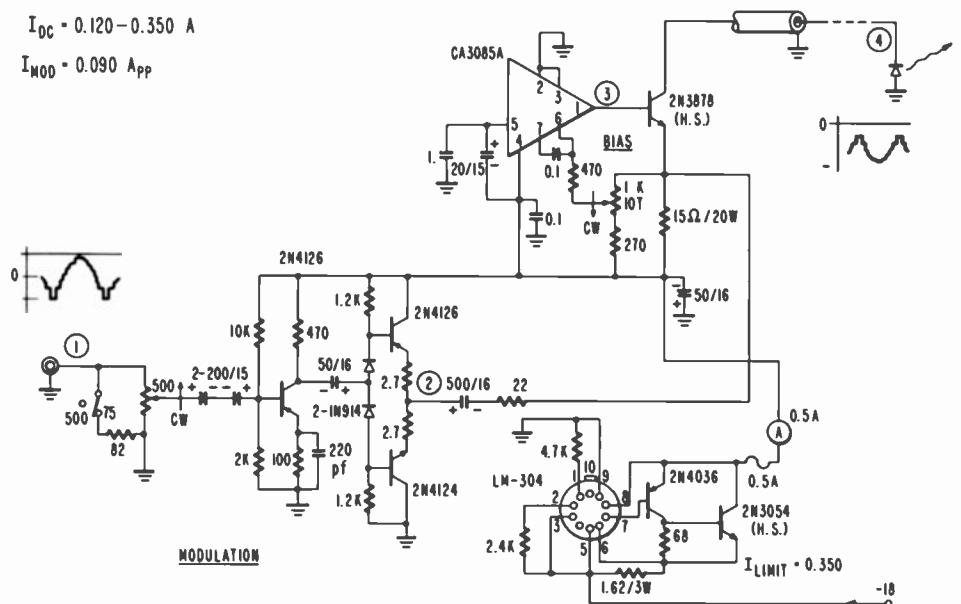 I_DC = 0.120-0.350 A
I_MOD = 0.090 A_PP
CA3085A
2
3
1
3
5
4
7
6
BIAS
2N3878
(H.S.)
4
0
-
1.
20/15
+
-
0.1
470
1 K
10T
CW
15Ω/20W
0.1
270
0
2N4126
1.2K
2N4126
-
+
50/16
1
10K
470
50/16
-
+
2.7
2
500/16
+
-
22
500
2-200/15
+
-
-
+
CW
500
75
82
2-1N914
2.7
2K
100
220
pf
1.2K
2N4124
0.5A
A
4.7K
10
1
9
LM-304
2
8
3
7
5
6
2N4036
0.5A
2N3054
(H.S.)
68
2.4K
MODULATION
1.62/3W
I_LIMIT = 0.350
-18